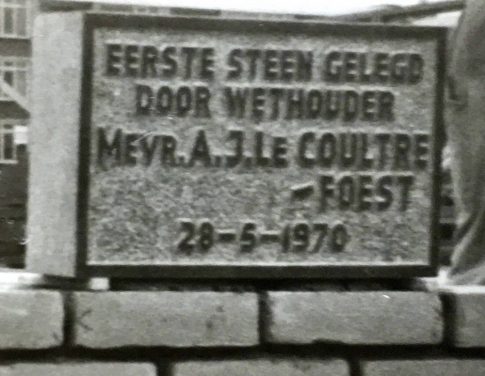 EERSTE STEEN GELEGD
DOOR WETHOUDER
MEVR. A.J. LE COULTRE
-FOEST
28-5-1970